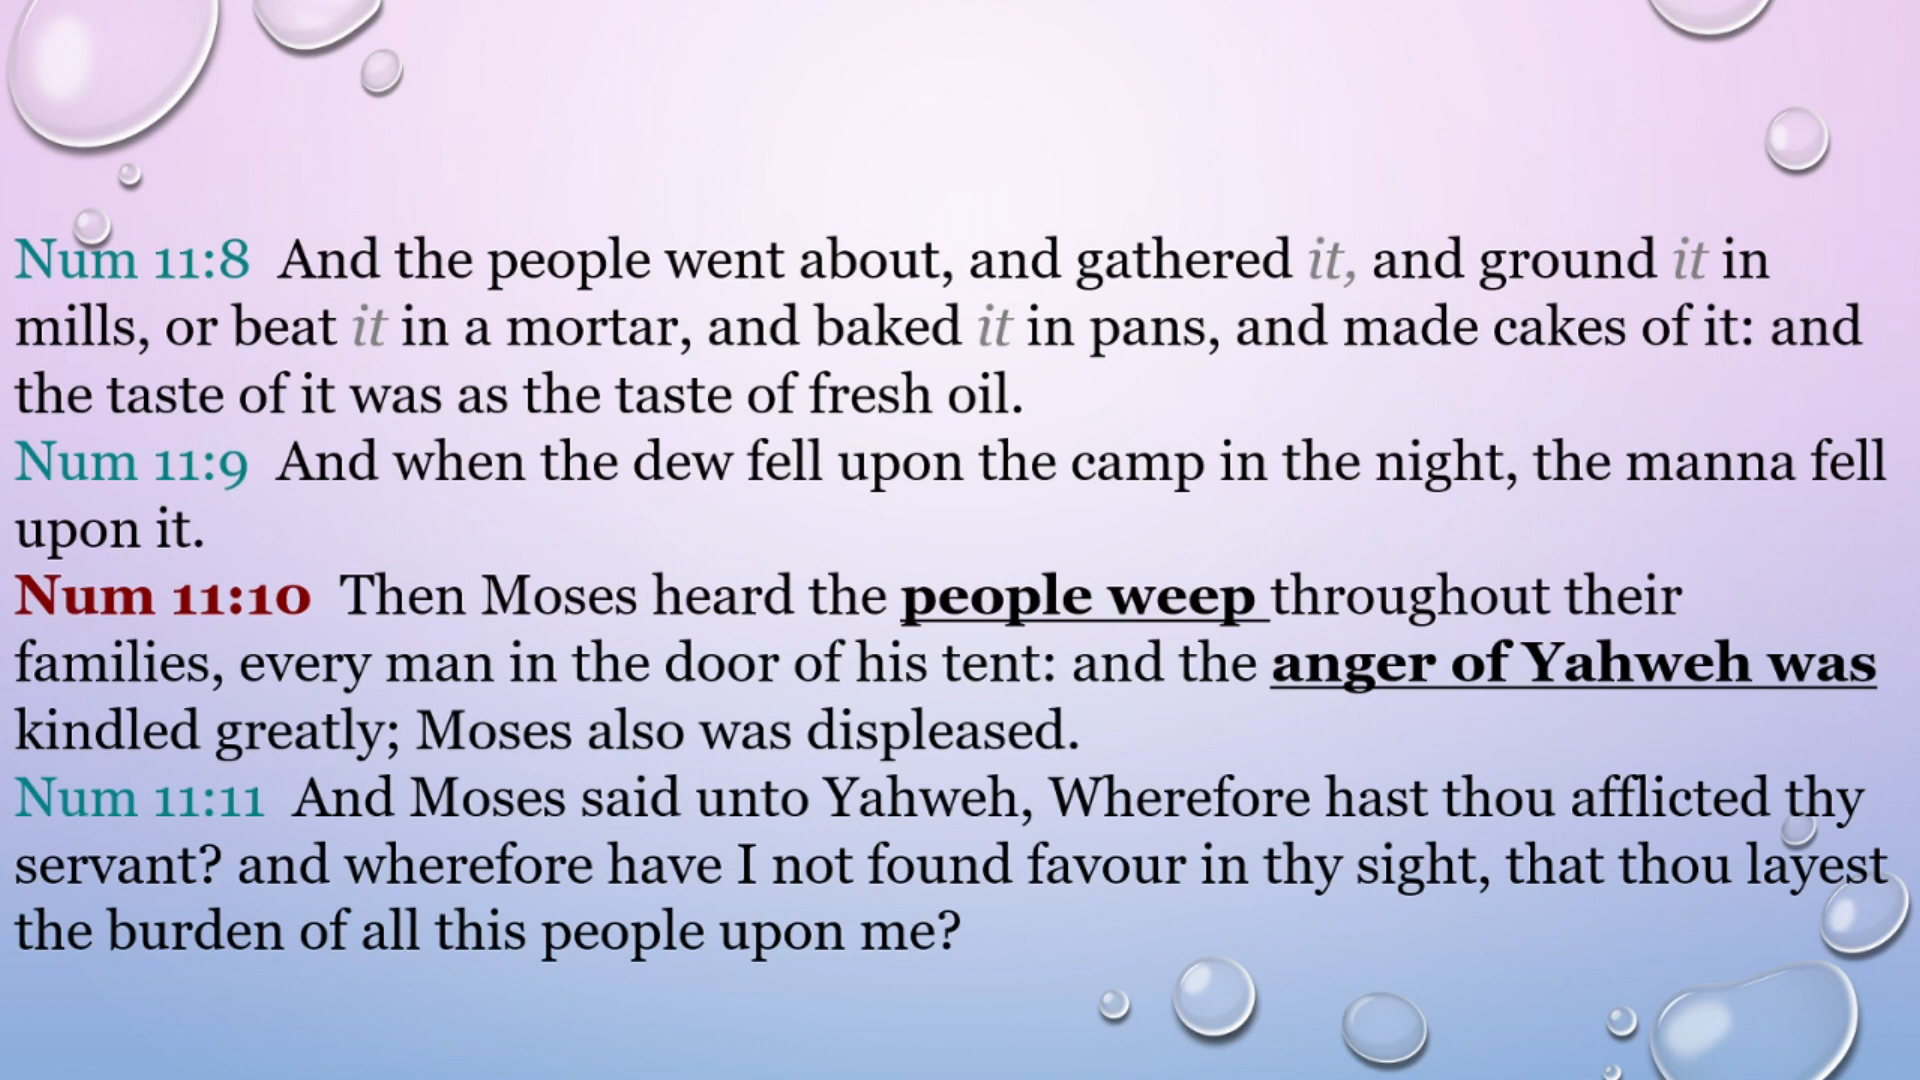 Num 11:8 And the people went about, and gathered it, and ground it in
mills, or beat it in a mortar, and baked it in pans, and made cakes of it: and
the taste of it was as the taste of fresh oil.
Num 11:9 And when the dew fell upon the camp in the night, the manna fell
upon it.
Num 11:10 Then Moses heard the people weep throughout their
families, every man in the door of his tent: and the anger of Yahweh was
kindled greatly; Moses also was displeased.
Num 11:11 And Moses said unto Yahweh, Wherefore hast thou afflicted thy
servant? and wherefore have I not found favour in thy sight, that thou layest
the burden of all this people upon me?